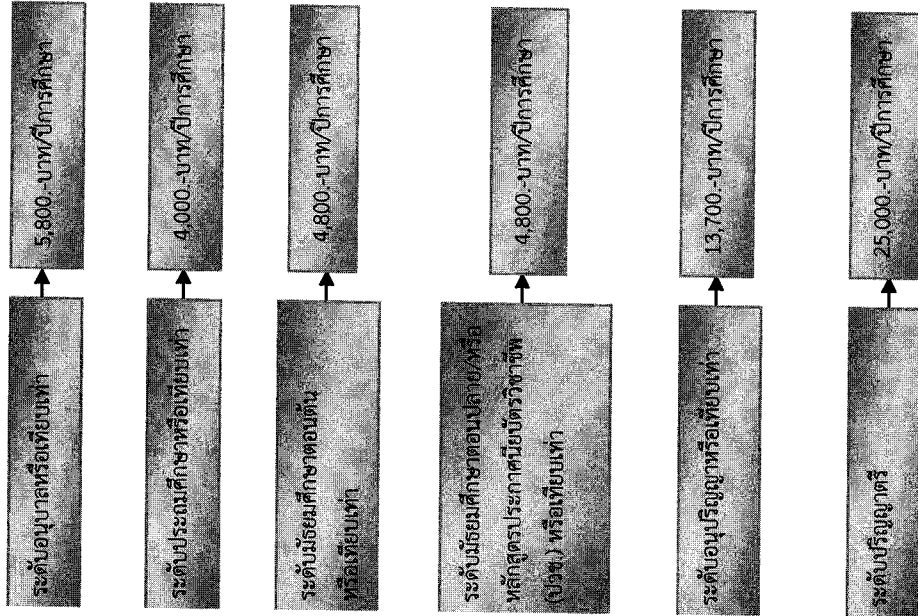 ระดับอนุบาลหรือเทียบเท่า
5,800.-บาท/ปีการศึกษา
ระดับประถมศึกษาหรือเทียบเท่า
4,000.-บาท/ปีการศึกษา
ระดับมัธยมศึกษาตอนต้น
หรือเทียบเท่า
4,800.-บาท/ปีการศึกษา
ระดับมัธยมศึกษาตอนปลาย/หรือ
หลักสูตรประกาศนียบัตรวิชาชีพ
(ปวช.) หรือเทียบเท่า
4,800.-บาท/ปีการศึกษา
ระดับอนุปริญญาหรือเทียบเท่า
13,700.-บาท/ปีการศึกษา
ระดับปริญญาตรี
25,000.-บาท/ปีการศึกษา